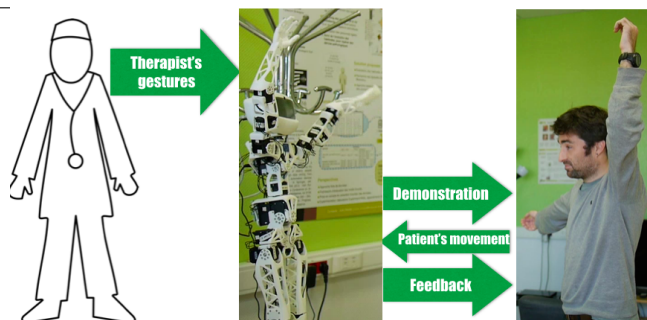 Therapist's
gestures
Demonstration
Patient's movement
Feedback